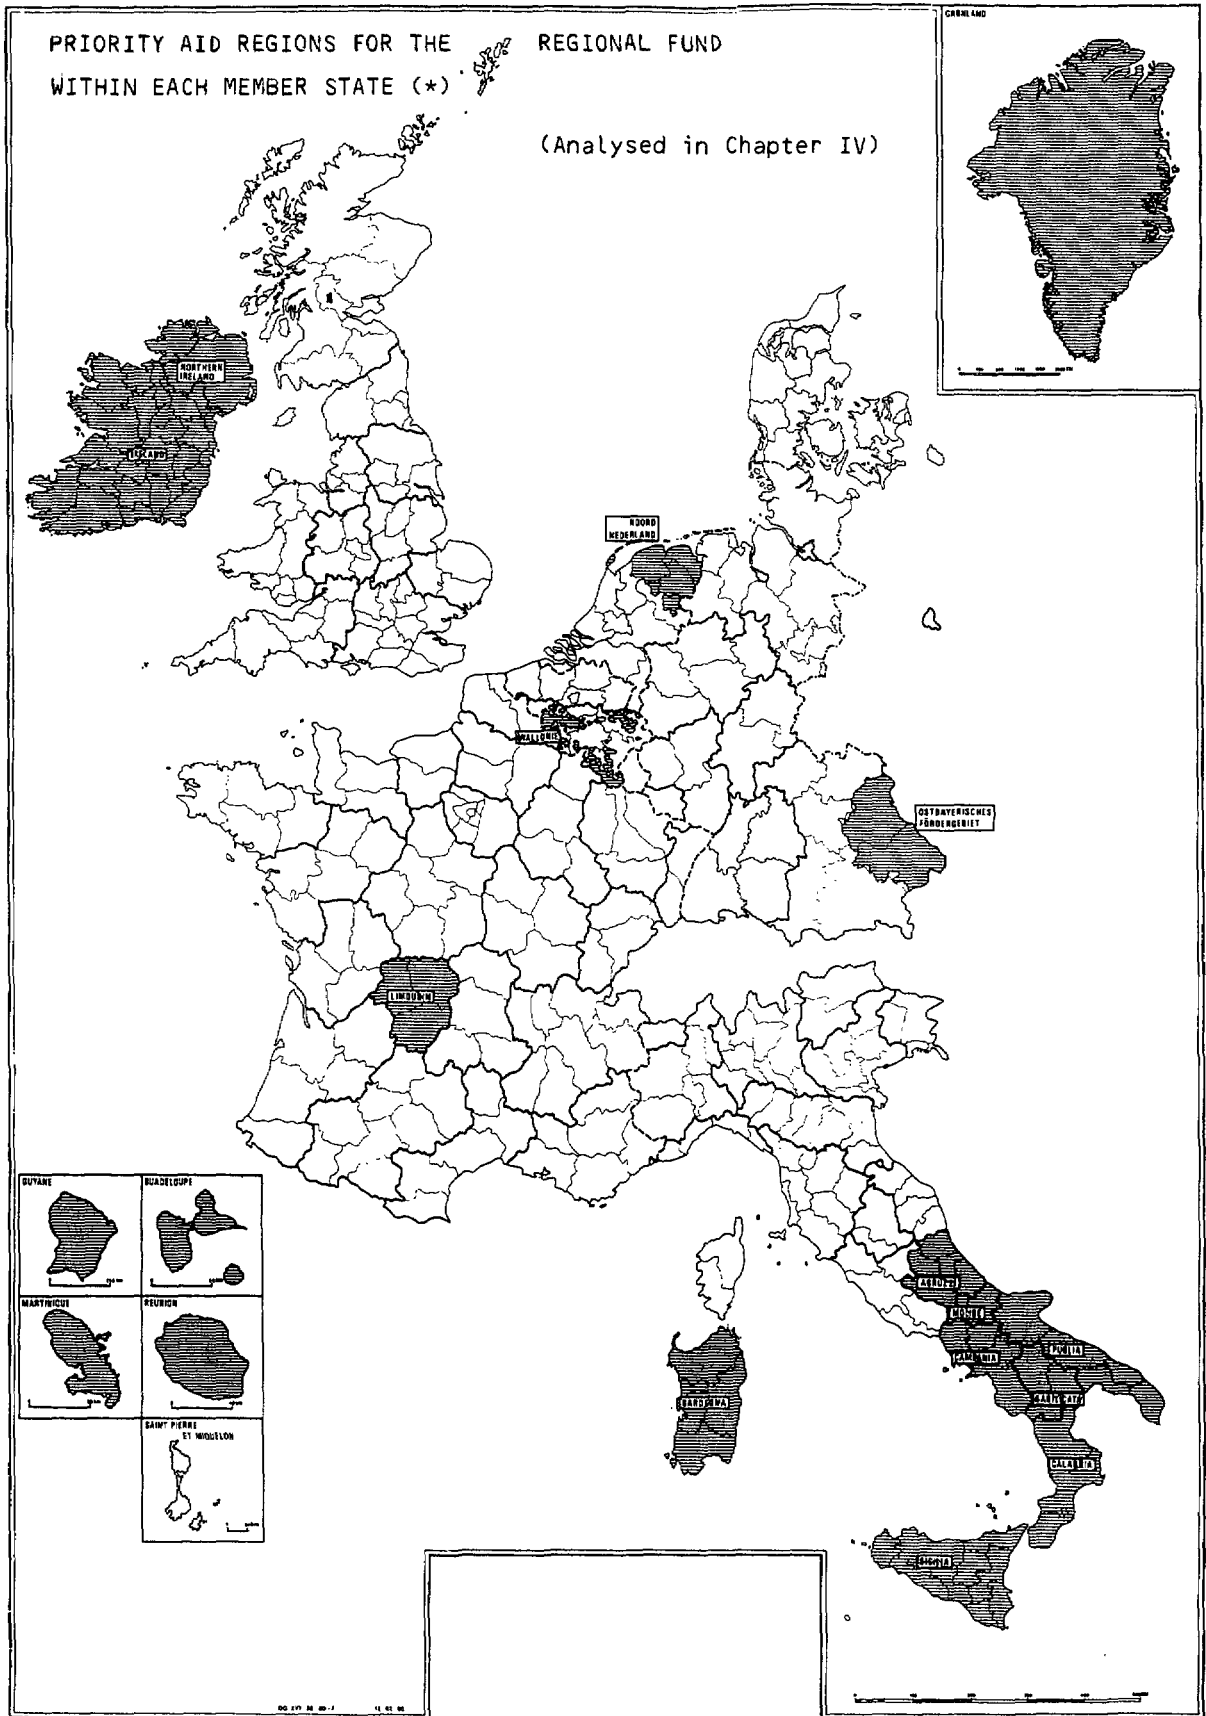 PRIORITY AID REGIONS FOR THE REGIONAL FUND
WITHIN EACH MEMBER STATE (*)
(Analysed in Chapter IV)
GRØNLAND
NORTHERN
IRELAND
IRELAND
NOORD
NEDERLAND
WALLONIE
OSTBAYERISCHES
FÖRDERGEBIET
LIMOUSIN
GUYANE
GUADELOUPE
MARTINIQUE
REUNION
SAINT PIERRE
ET MIQUELON
ABRUZZI
MOLISE
CAMPANIA
PUGLIA
BASILICATA
SARDEGNA
CALABRIA
SICILIA